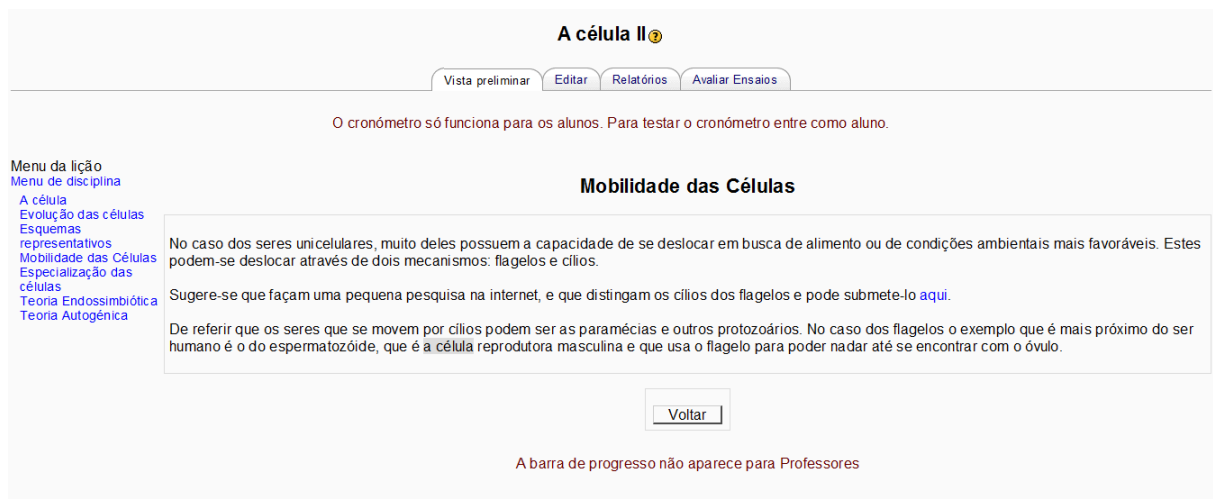 A célula II
Vista preliminar Editar Relatórios Avaliar Ensaios
O cronómetro só funciona para os alunos. Para testar o cronómetro entre como aluno.
Menu da lição
Menu de disciplina
A célula
Evolução das células
Esquemas
representativos
Mobilidade das Células
Especialização das
células
Teoria Endossimbiótica
Teoria Autogénica
Mobilidade das Células
No caso dos seres unicelulares, muito deles possuem a capacidade de se deslocar em busca de alimento ou de condições ambientais mais favoráveis. Estes
podem-se deslocar através de dois mecanismos: flagelos e cílios.
Sugere-se que façam uma pequena pesquisa na internet, e que distingam os cílios dos flagelos e pode submete-lo aqui.
De referir que os seres que se movem por cílios podem ser as paramécias e outros protozoários. No caso dos flagelos o exemplo que é mais próximo do ser
humano é o do espermatozóide, que é a célula reprodutora masculina e que usa o flagelo para poder nadar até se encontrar com o óvulo.
Voltar
A barra de progresso não aparece para Professores